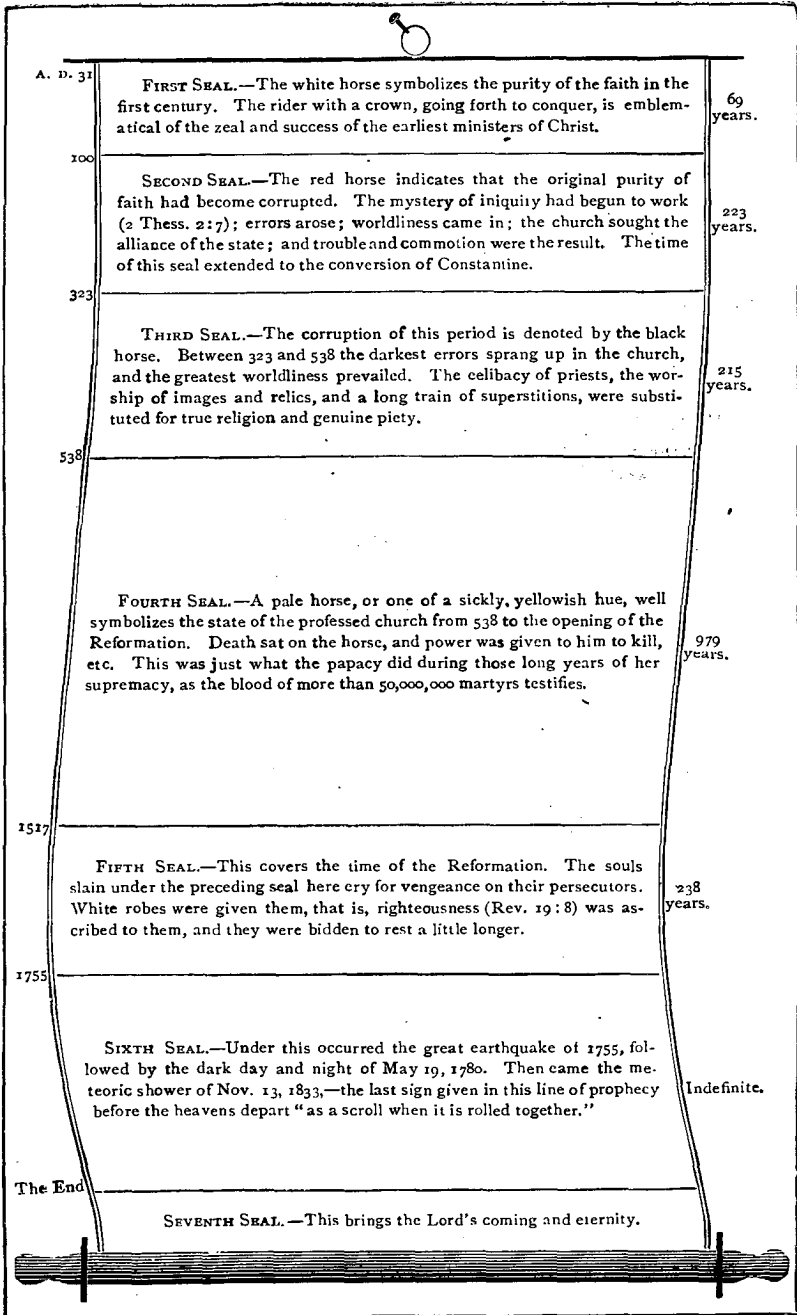 A. D. 31
FIRST SEAL.—The white horse symbolizes the purity of the faith in the
first century. The rider with a crown, going forth to conquer, is emblem-
atical of the zeal and success of the earliest ministers of Christ.
69
years.
100
SECOND SEAL.—The red horse indicates that the original purity of
faith had become corrupted. The mystery of iniquity had begun to work
(2 Thess. 2:7); errors arose; worldliness came in; the church sought the
alliance of the state; and trouble and commotion were the result. The time
of this seal extended to the conversion of Constantine.
223
years.
323
THIRD SEAL.—The corruption of this period is denoted by the black
horse. Between 323 and 538 the darkest errors sprang up in the church,
and the greatest worldliness prevailed. The celibacy of priests, the wor-
ship of images and relics, and a long train of superstitions, were substi-
tuted for true religion and genuine piety.
215
years.
538
FOURTH SEAL.—A pale horse, or one of a sickly, yellowish hue, well
symbolizes the state of the professed church from 538 to the opening of the
Reformation. Death sat on the horse, and power was given to him to kill,
etc. This was just what the papacy did during those long years of her
supremacy, as the blood of more than 50,000,000 martyrs testifies.
979
years.
1517
FIFTH SEAL.—This covers the time of the Reformation. The souls
slain under the preceding seal here cry for vengeance on their persecutors.
White robes were given them, that is, righteousness (Rev. 19:8) was as-
cribed to them, and they were bidden to rest a little longer.
238
years.
1755
SIXTH SEAL.—Under this occurred the great earthquake of 1755, fol-
lowed by the dark day and night of May 19, 1780. Then came the me-
teoric shower of Nov. 13, 1833,—the last sign given in this line of prophecy
before the heavens depart "as a scroll when it is rolled together."
Indefinite.
The End
SEVENTH SEAL.—This brings the Lord's coming and eternity.